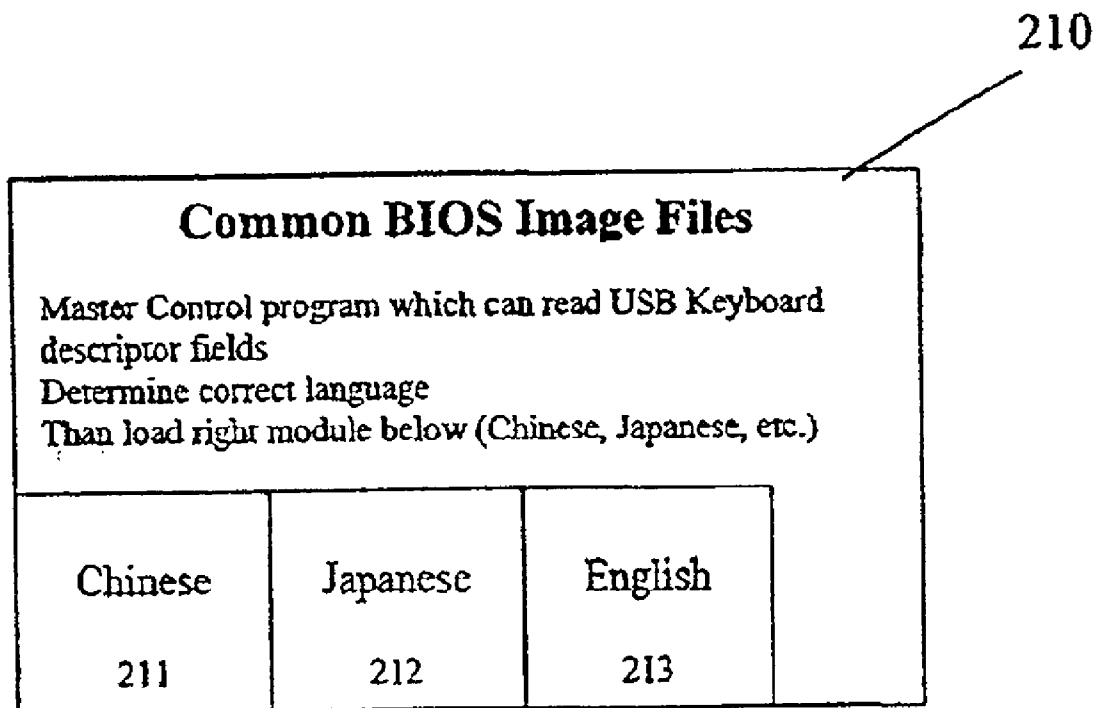 210
Common BIOS Image Files
Master Control program which can read USB Keyboard
descriptor fields
Determine correct language
Than load right module below (Chinese, Japanese, etc.)
Chinese
Japanese
English
211
212
213